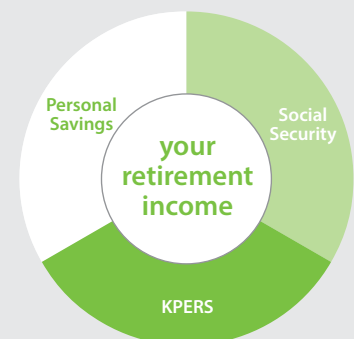 Personal
Savings
Social
Security
your
retirement
income
KPERS